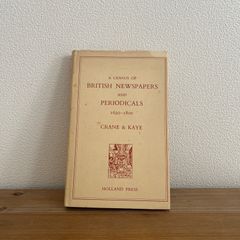 A CENSUS OF
BRITISH NEWSPAPERS
AND
PERIODICALS
1620-1800
CRANE & KAYE
HOLLAND PRESS